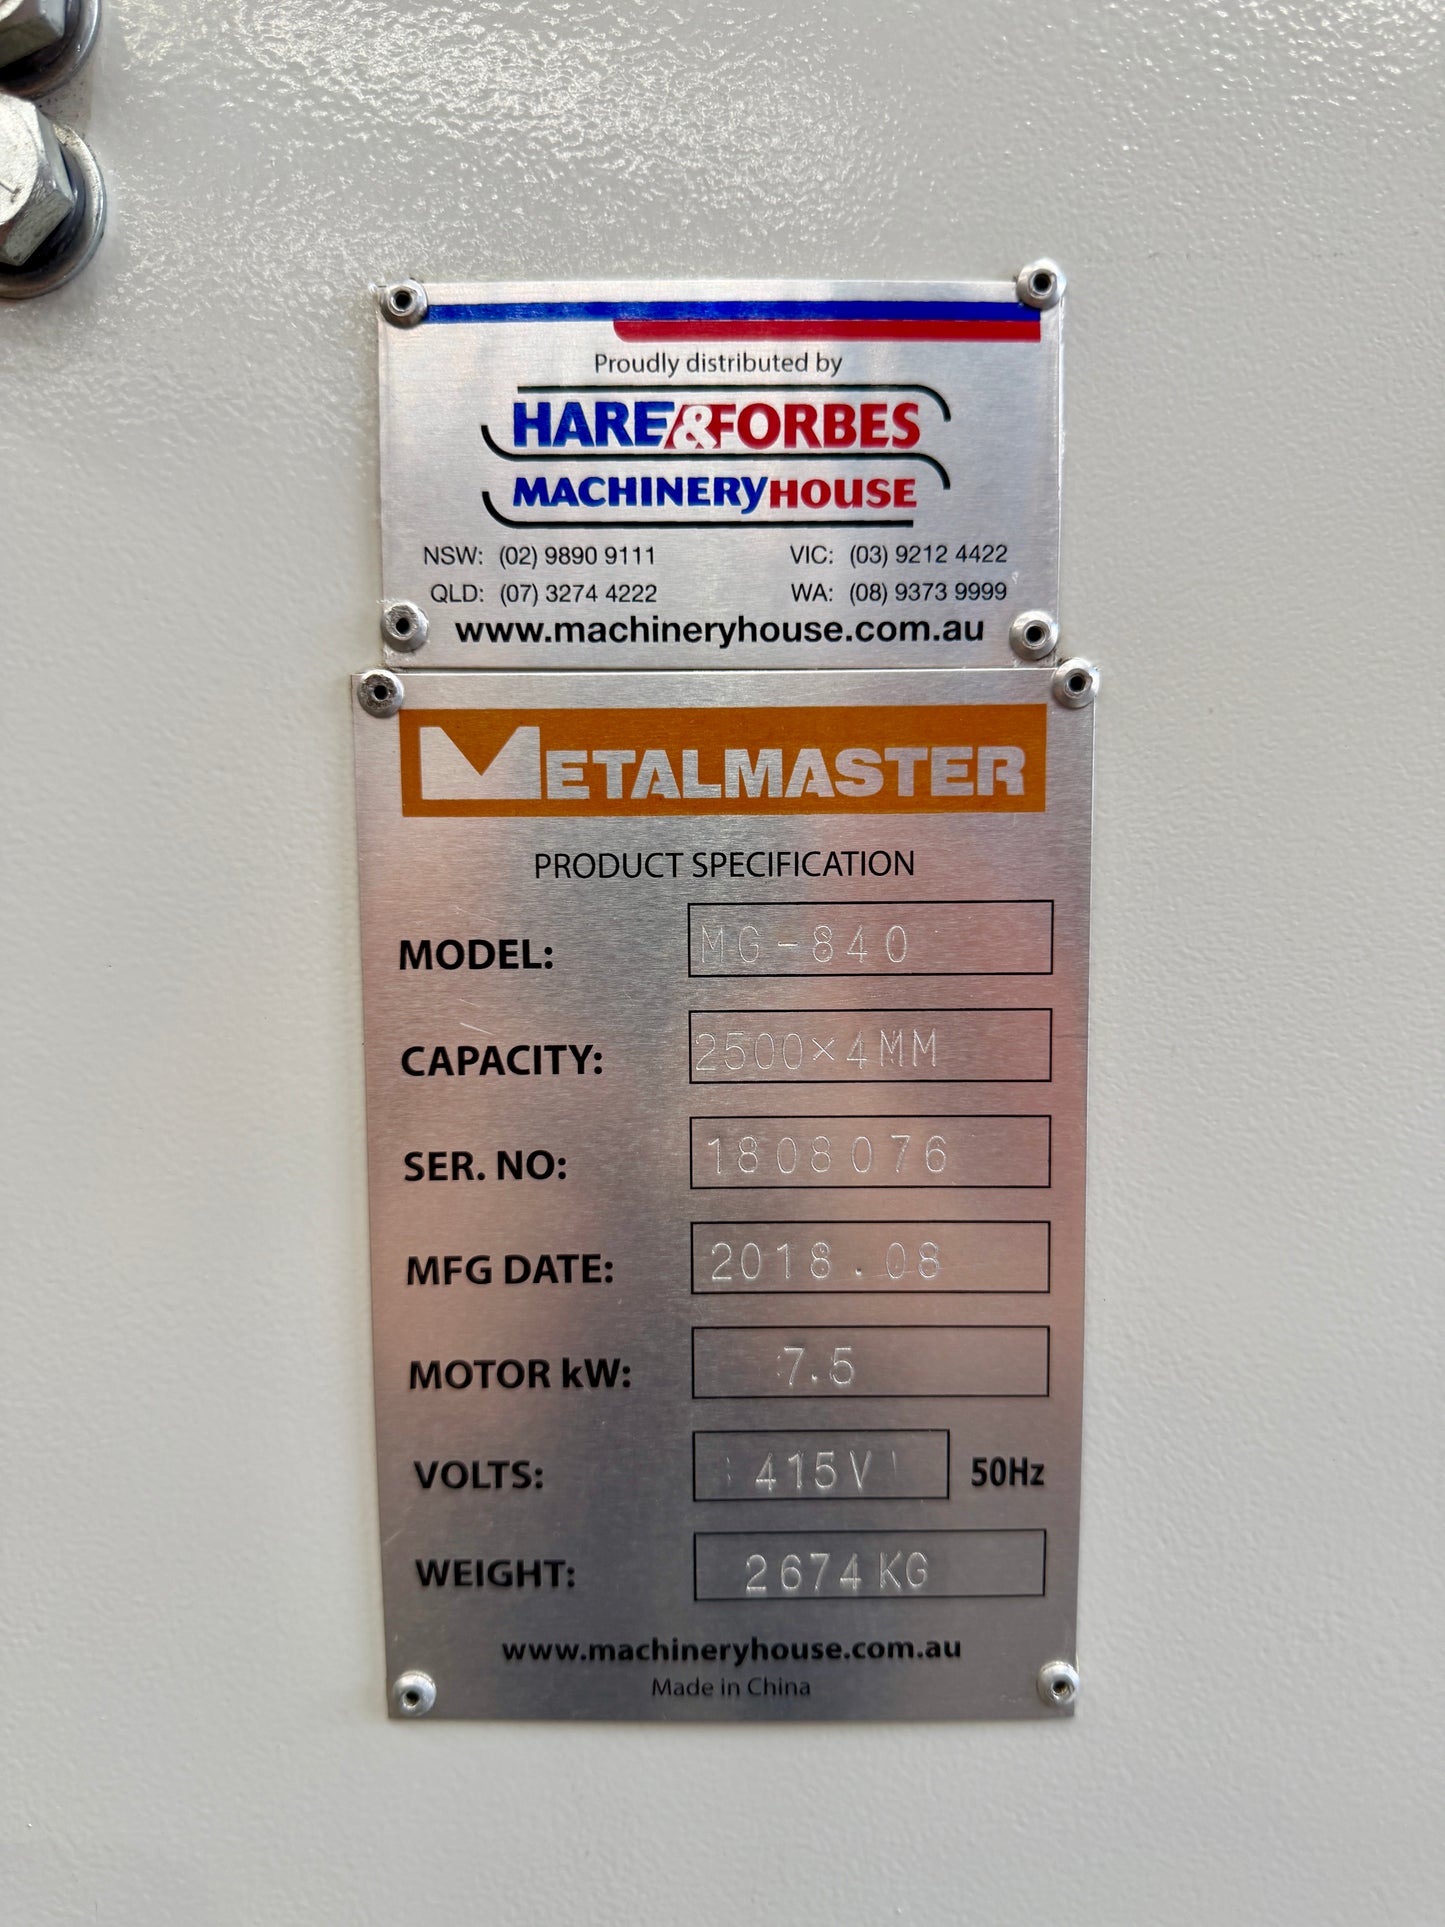 Proudly distributed by
HARE&FORBES
MACHINERYHOUSE
NSW: (02) 9890 9111 VIC: (03) 9212 4422
QLD: (07) 3274 4222 WA: (08) 9373 9999
www.machineryhouse.com.au
METALMASTER
PRODUCT SPECIFICATION
MODEL: MG-840
CAPACITY: 2500×4MM
SER. NO: 1808076
MFG DATE: 2018.08
MOTOR kW: 7.5
VOLTS: 415V 50Hz
WEIGHT: 2674KG
www.machineryhouse.com.au
Made in China